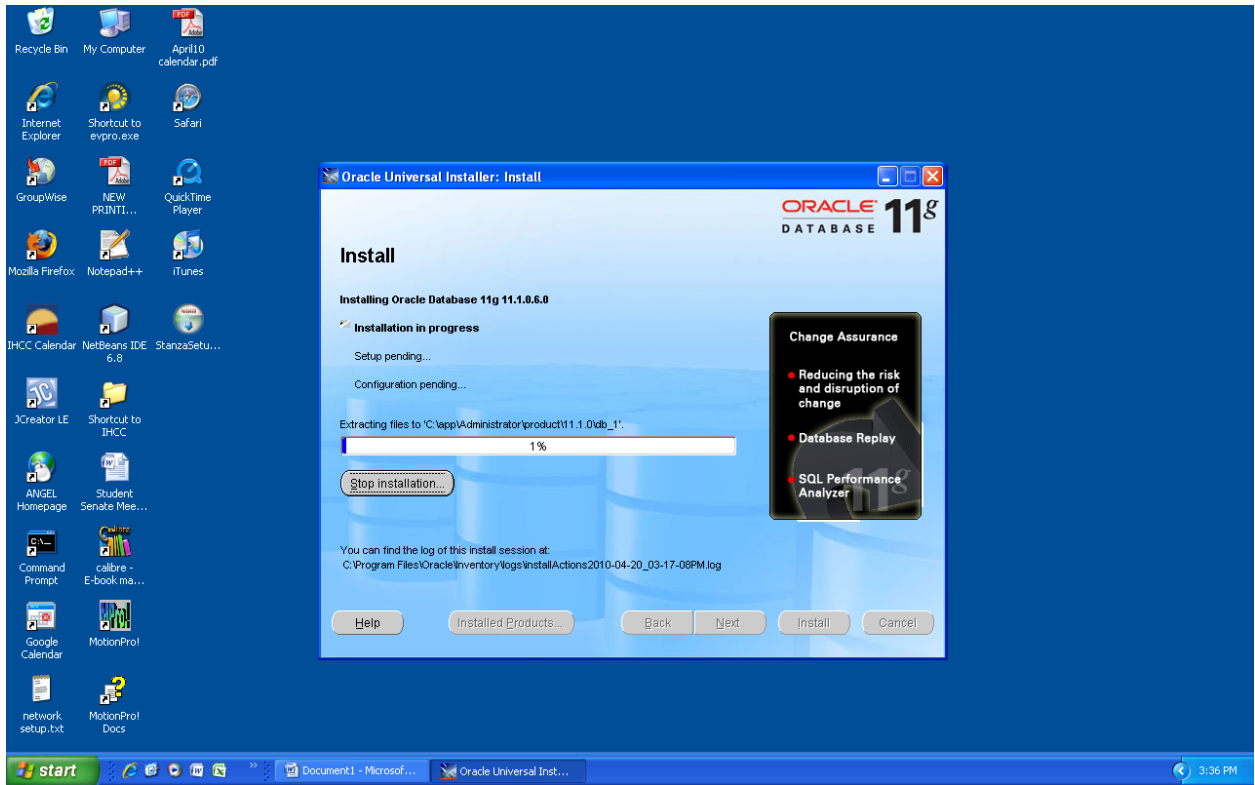 Recycle Bin
My Computer
April10
calendar.pdf
Internet
Explorer
Shortcut to
evpro.exe
Safari
GroupWise
NEW
PRINTI...
QuickTime
Player
Mozilla Firefox
Notepad++
iTunes
IHCC Calendar
NetBeans IDE
6.8
StanzaSetu...
JCreator LE
Shortcut to
IHCC
ANGEL
Homepage
Student
Senate Mee...
Command
Prompt
calibre -
E-book ma...
Google
Calendar
MotionPro!
network
setup.txt
MotionPro!
Docs
Oracle Universal Installer: Install
ORACLE 11g
DATABASE
Install
Installing Oracle Database 11g 11.1.0.6.0
Installation in progress
Setup pending...
Configuration pending...
Extracting files to 'C:\app\Administrator\product\11.1.0\db_1'.
1%
Stop installation...
Change Assurance
Reducing the risk
and disruption of
change
Database Replay
SQL Performance
Analyzer
11g
You can find the log of this install session at:
C:\Program Files\Oracle\Inventory\logs\installActions2010-04-20_03-17-08PM.log
Help
Installed Products...
Back
Next
Install
Cancel
start
Document1 - Microsof...
Oracle Universal Inst...
3:36 PM